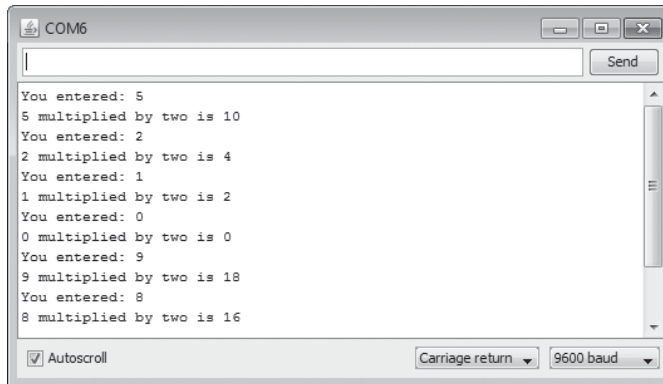 COM6
Send
You entered: 5
5 multiplied by two is 10
You entered: 2
2 multiplied by two is 4
You entered: 1
1 multiplied by two is 2
You entered: 0
0 multiplied by two is 0
You entered: 9
9 multiplied by two is 18
You entered: 8
8 multiplied by two is 16
Autoscroll Carriage return 9600 baud